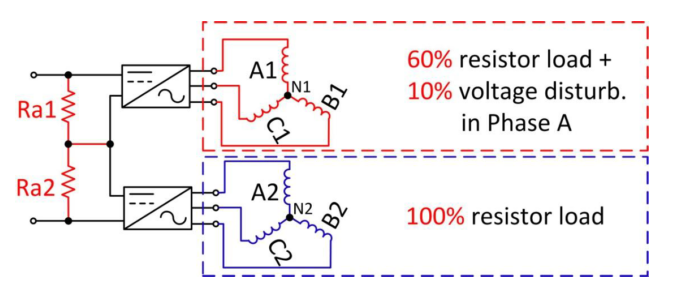 A1
N1
B1
C1
60% resistor load +
10% voltage disturb.
in Phase A
Ra1
Ra2
A2
N2
B2
C2
100% resistor load